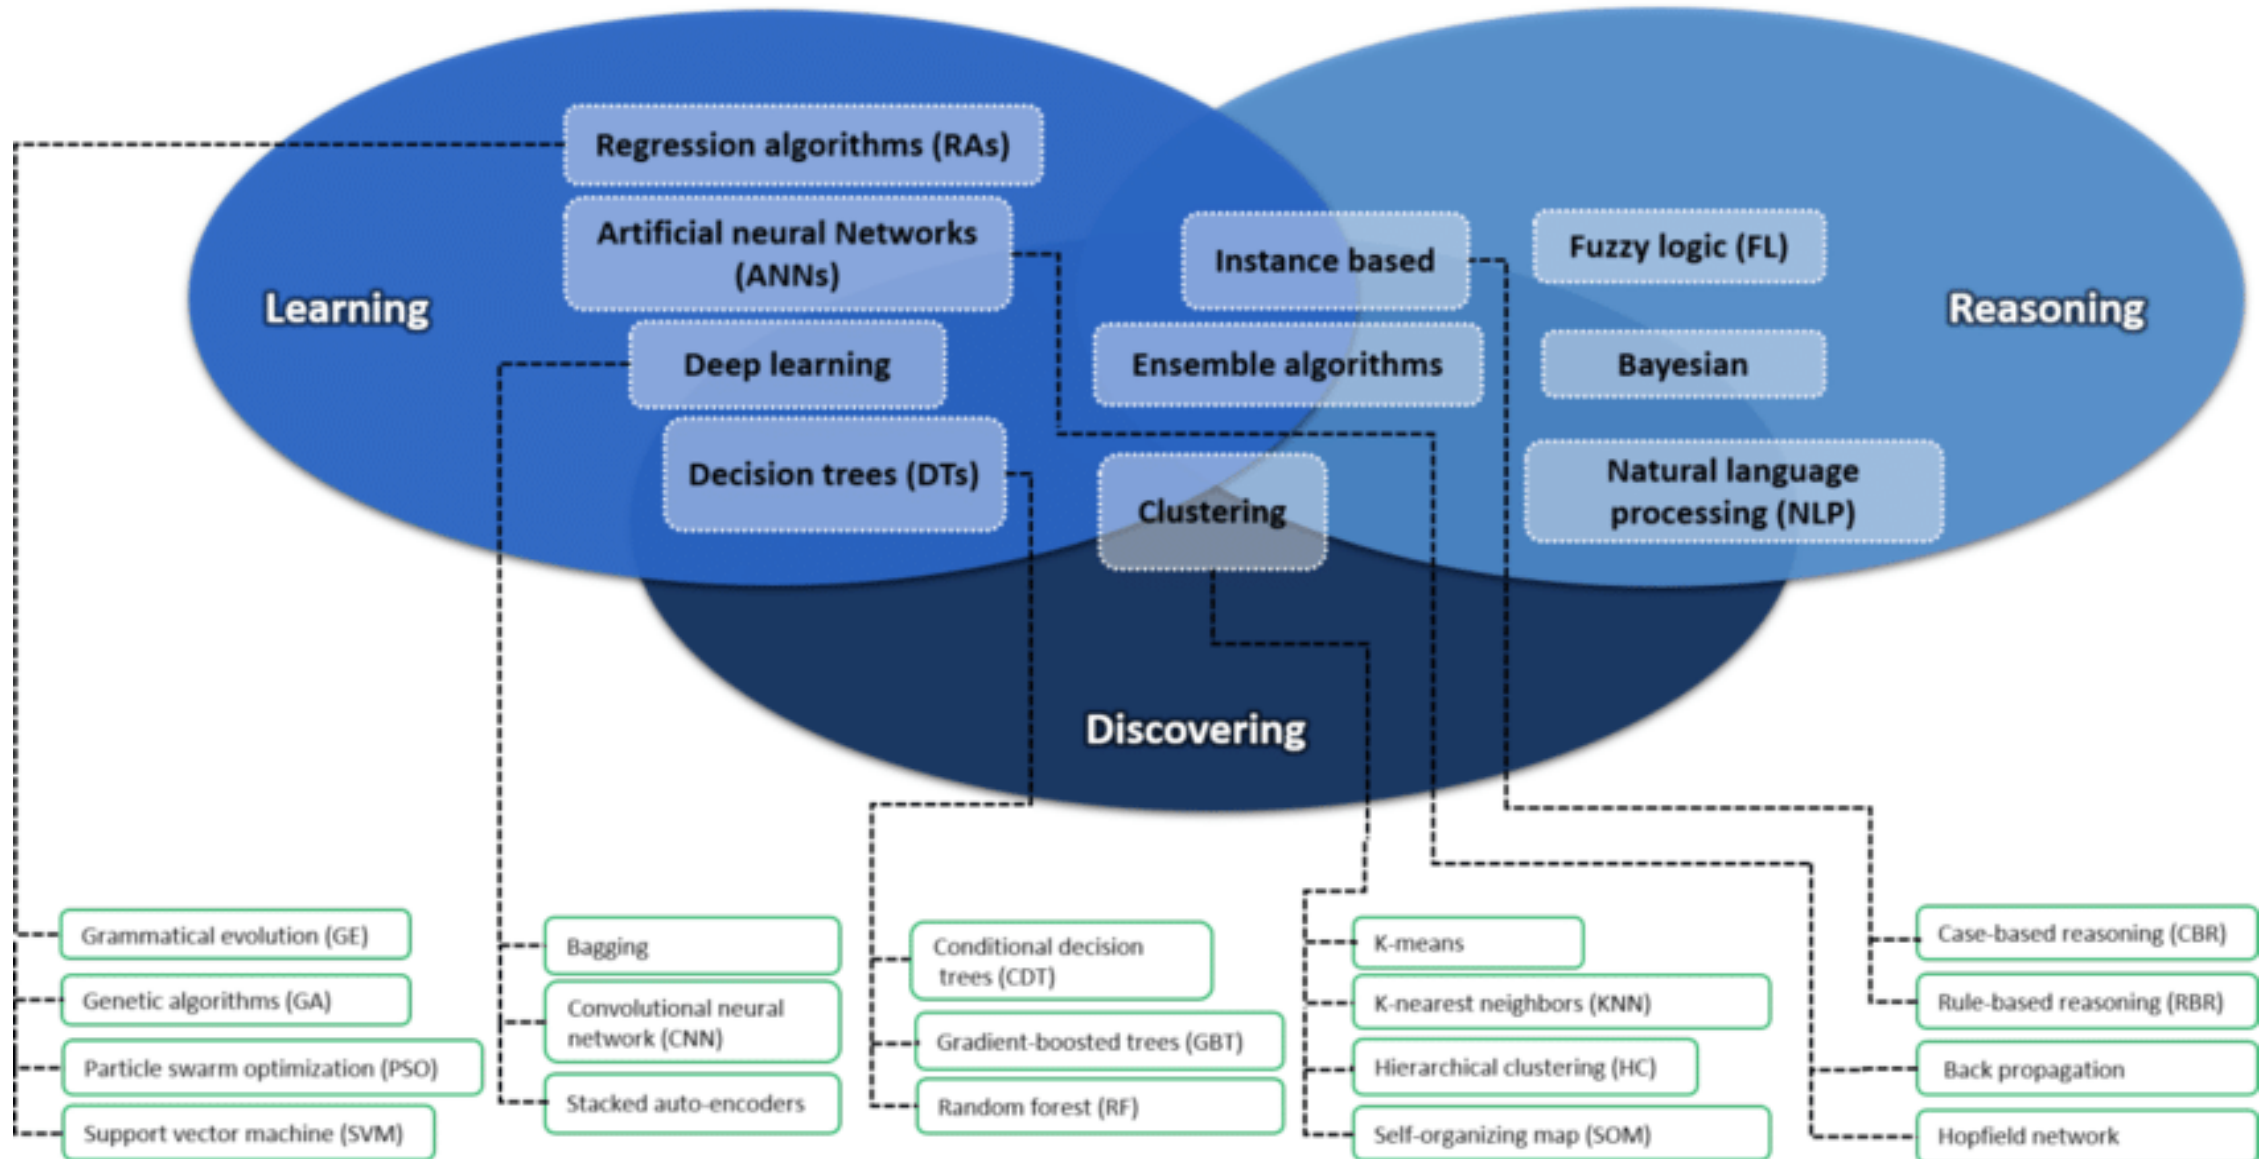 Regression algorithms (RAs)
Artificial neural Networks
(ANNs)
Deep learning
Decision trees (DTs)
Learning
Instance based
Ensemble algorithms
Clustering
Fuzzy logic (FL)
Bayesian
Natural language
processing (NLP)
Reasoning
Discovering
Grammatical evolution (GE)
Genetic algorithms (GA)
Particle swarm optimization (PSO)
Support vector machine (SVM)
Bagging
Convolutional neural
network (CNN)
Stacked auto-encoders
Conditional decision
trees (CDT)
Gradient-boosted trees (GBT)
Random forest (RF)
K-means
K-nearest neighbors (KNN)
Hierarchical clustering (HC)
Self-organizing map (SOM)
Case-based reasoning (CBR)
Rule-based reasoning (RBR)
Back propagation
Hopfield network